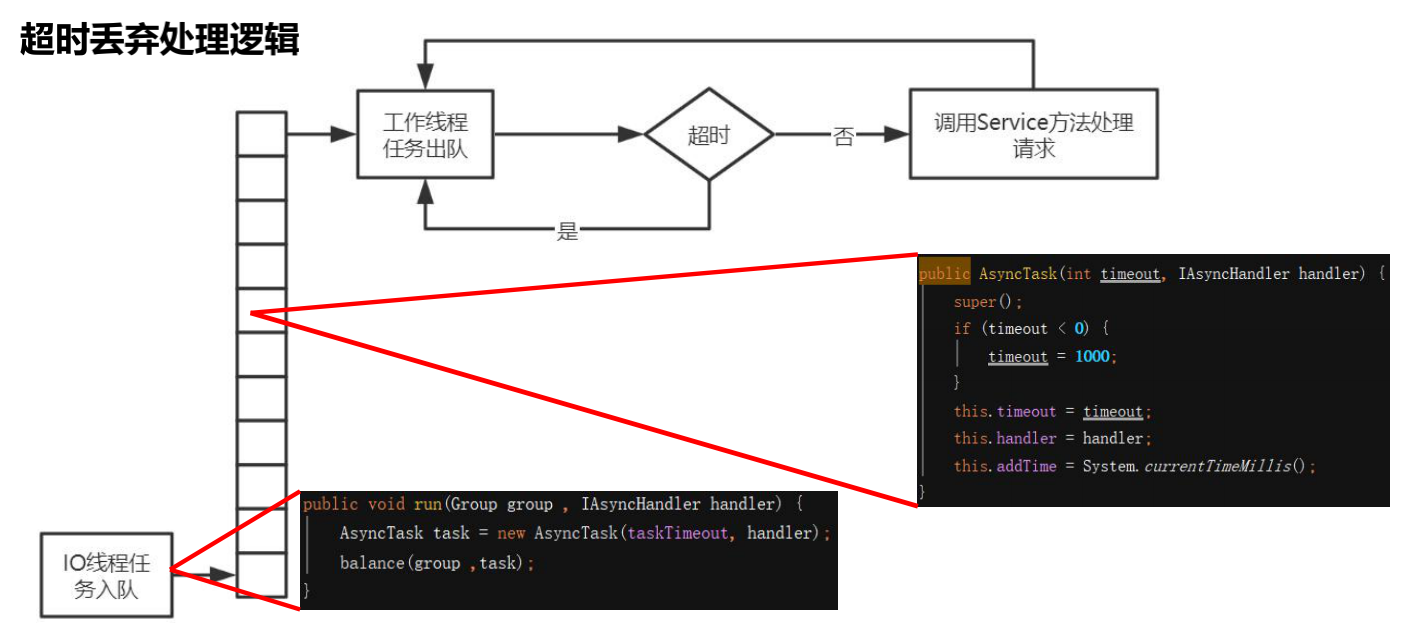 超时丢弃处理逻辑
工作线程
任务出队
超时
否
调用Service方法处理
请求
是
public AsyncTask(int timeout, IAsyncHandler handler) {
super();
if (timeout < 0) {
timeout = 1000;
}
this.timeout = timeout;
this.handler = handler;
this.addTime = System.currentTimeMillis();
}
public void run(Group group , IAsyncHandler handler) {
AsyncTask task = new AsyncTask(taskTimeout, handler);
balance(group ,task);
}
IO线程任
务入队